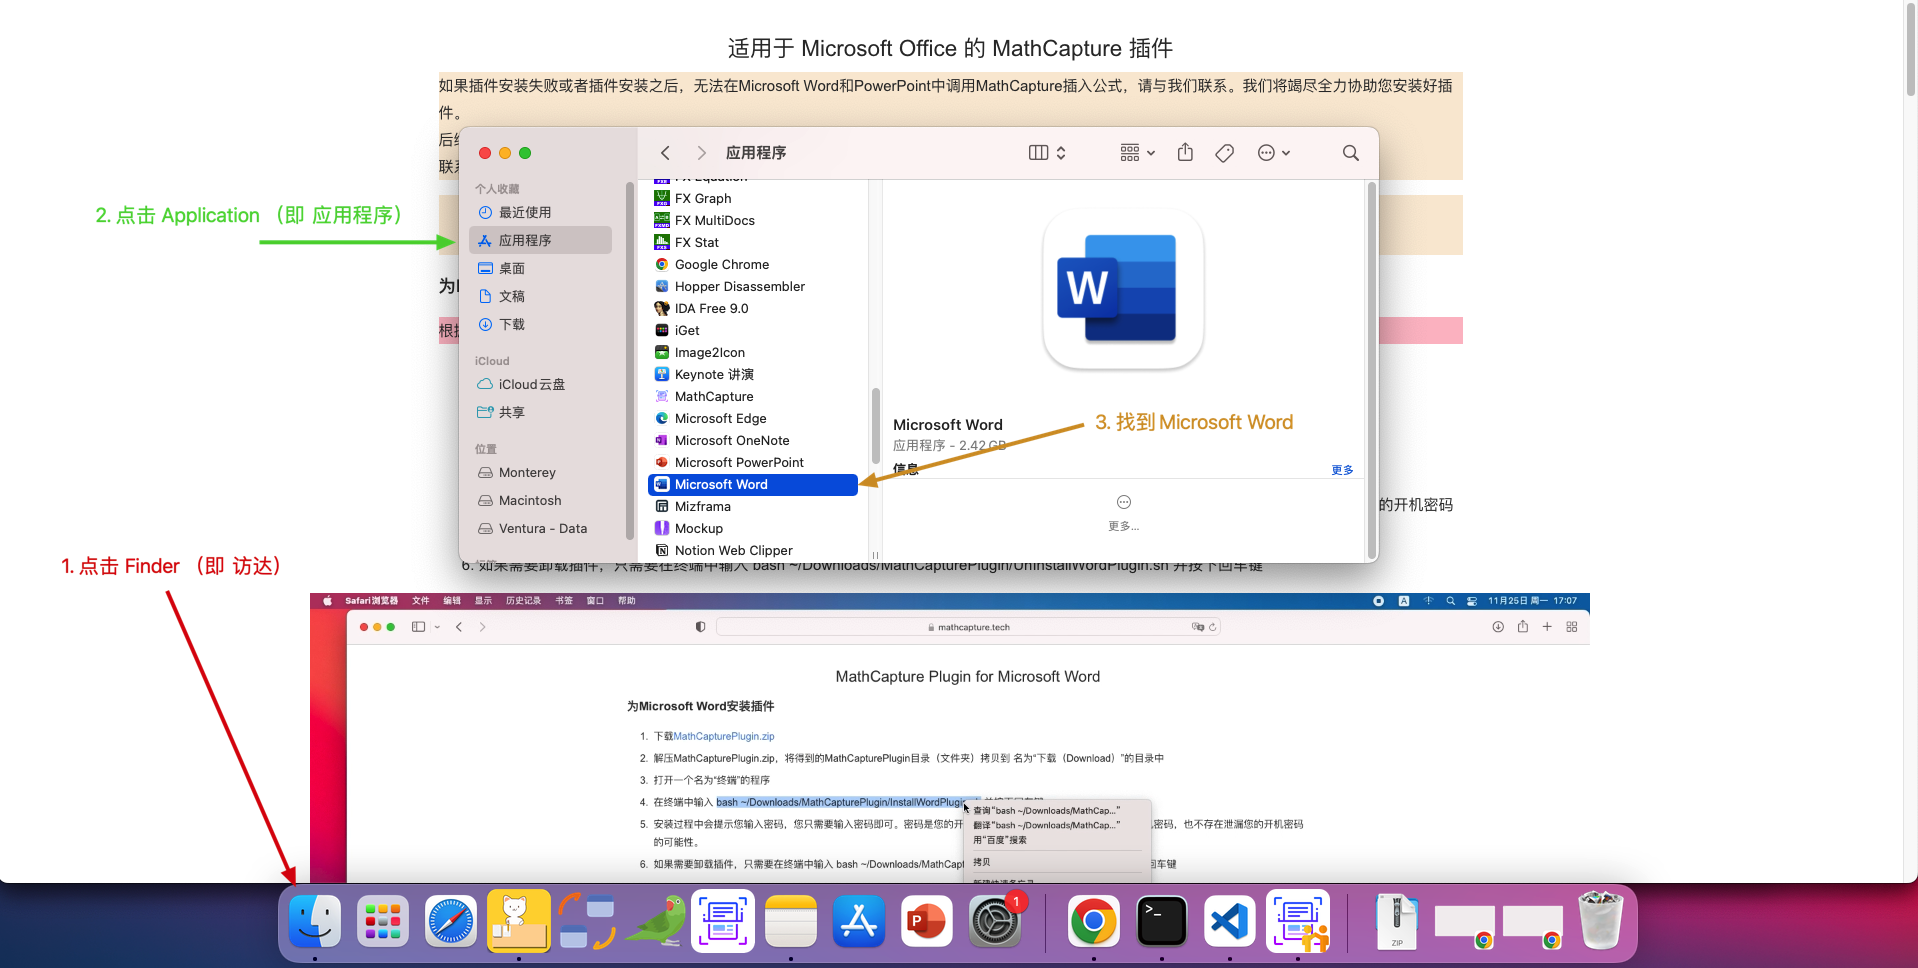 适用于 Microsoft Office 的 MathCapture 插件
如果插件安装失败或者插件安装之后，无法在Microsoft Word和PowerPoint中调用MathCapture插入公式，请与我们联系。我们将竭尽全力协助您安装好插
件。
后
联系
应用程序
个人收藏
最近使用
应用程序
桌面
文稿
下载
iCloud
iCloud云盘
共享
位置
Monterey
Macintosh
Ventura - Data
FX Equation
FX Graph
FX MultiDocs
FX Stat
Google Chrome
Hopper Disassembler
IDA Free 9.0
iGet
Image2Icon
Keynote 讲演
MathCapture
Microsoft Edge
Microsoft OneNote
Microsoft PowerPoint
Microsoft Word
Mizframa
Mockup
Notion Web Clipper
Microsoft Word
应用程序 - 2.42 GB
信息
更多
更多...
2. 点击 Application （即 应用程序）
3. 找到 Microsoft Word
1. 点击 Finder （即 访达）
为
根据
的开机密码
6. 如果需要卸载插件，只需要在终端中输入 bash ~/Downloads/MathCapturePlugin/UninstallWordPlugin.sh 并按下回车键
Safari浏览器 文件 编辑 显示 历史记录 书签 窗口 帮助
A
11月25日 周一 17:07
mathcapture.tech
MathCapture Plugin for Microsoft Word
为Microsoft Word安装插件
1. 下载MathCapturePlugin.zip
2. 解压MathCapturePlugin.zip，将得到的MathCapturePlugin目录（文件夹）拷贝到 名为“下载（Download）”的目录中
3. 打开一个名为“终端”的程序
4. 在终端中输入 bash ~/Downloads/MathCapturePlugin/InstallWordPlugin
5. 安装过程中会提示您输入密码，您只需要输入密码即可。密码是您的开 机密码，也不存在泄漏您的开机密码
的可能性。
6. 如果需要卸载插件，只需要在终端中输入 bash ~/Downloads/MathCapt 回车键
查询“bash ~/Downloads/MathCap...”
翻译“bash ~/Downloads/MathCap...”
用“百度”搜索
拷贝
P
1
>_
ZIP